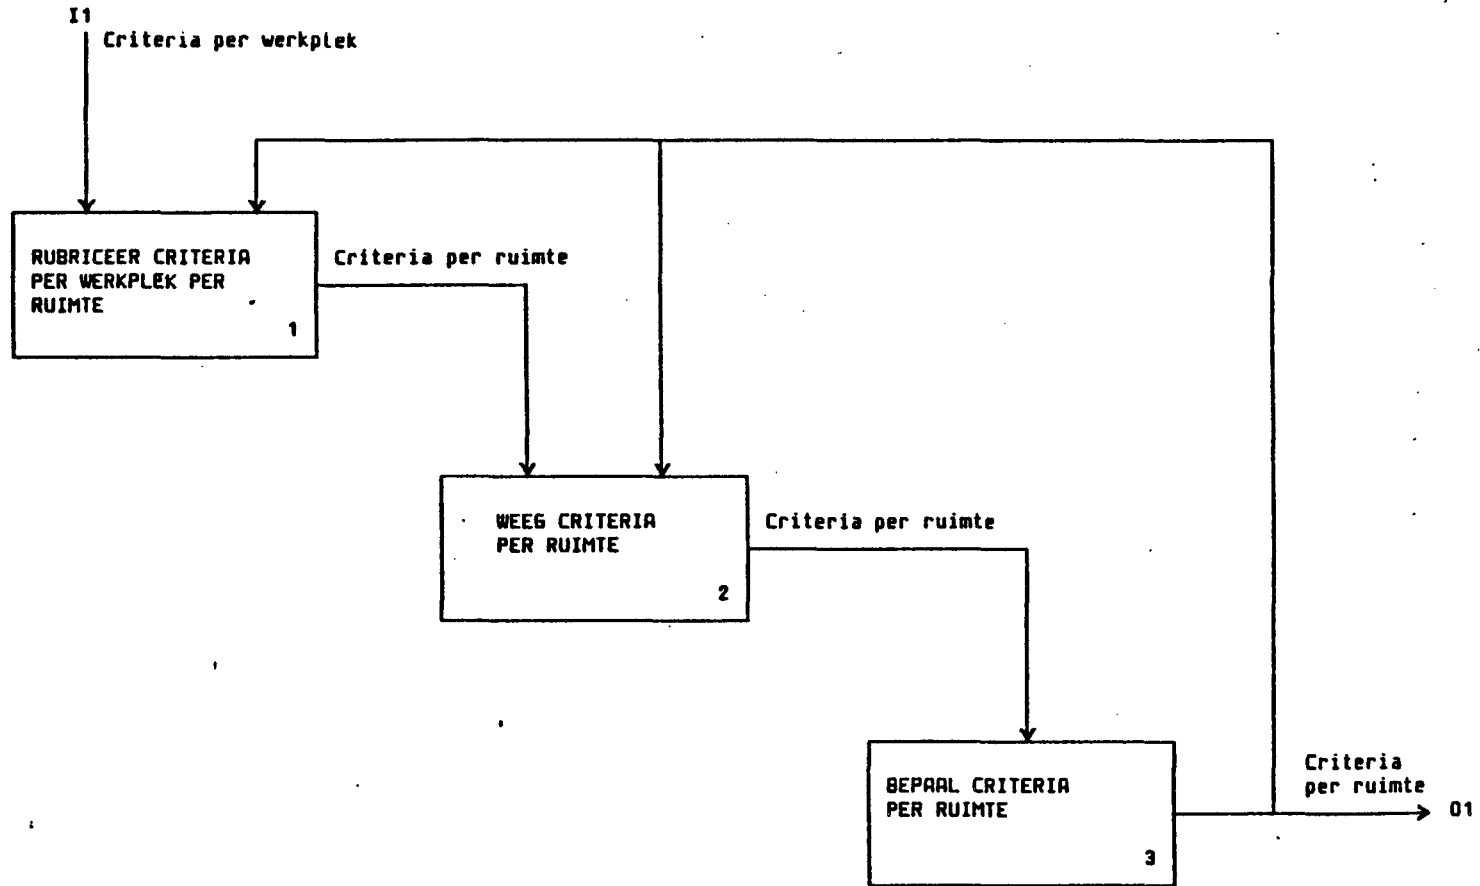 I1
Criteria per werkplek
RUBRICEER CRITERIA
PER WERKPLEK PER
RUIMTE
1
Criteria per ruimte
WEEG CRITERIA
PER RUIMTE
2
Criteria per ruimte
BEPAAL CRITERIA
PER RUIMTE
3
Criteria
per ruimte
O1